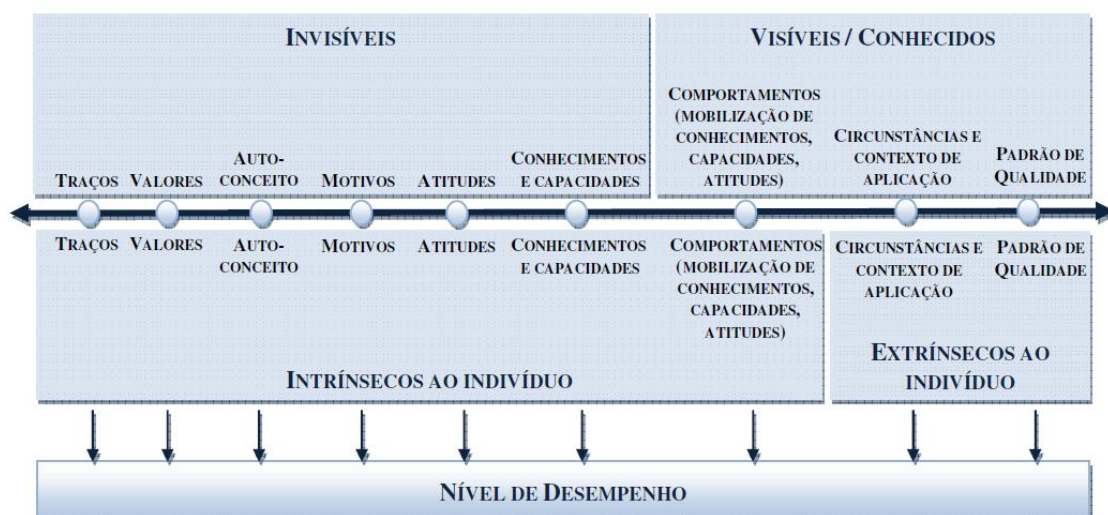 INVISÍVEIS
VISÍVEIS / CONHECIDOS
TRAÇOS
VALORES
AUTO-
CONCEITO
MOTIVOS
ATITUDES
CONHECIMENTOS
E CAPACIDADES
COMPORTAMENTOS
(MOBILIZAÇÃO DE
CONHECIMENTOS,
CAPACIDADES,
ATITUDES)
CIRCUNSTÂNCIAS E
CONTEXTO DE
APLICAÇÃO
PADRÃO DE
QUALIDADE
TRAÇOS
VALORES
AUTO-
CONCEITO
MOTIVOS
ATITUDES
CONHECIMENTOS
E CAPACIDADES
COMPORTAMENTOS
(MOBILIZAÇÃO DE
CONHECIMENTOS,
CAPACIDADES,
ATITUDES)
CIRCUNSTÂNCIAS E
CONTEXTO DE
APLICAÇÃO
PADRÃO DE
QUALIDADE
INTRÍNSECOS AO INDIVÍDUO
EXTRÍNSECOS AO
INDIVÍDUO
NÍVEL DE DESEMPENHO